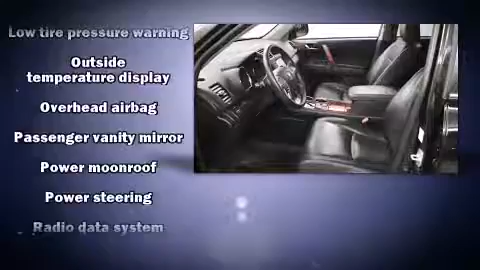 Low tire pressure warning
Outside
temperature display
Overhead airbag
Passenger vanity mirror
Power moonroof
Power steering
Radio data system